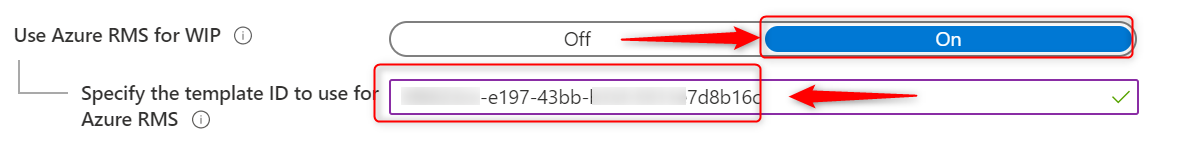 Use Azure RMS for WIP
Off
On
Specify the template ID to use for
Azure RMS
-e197-43bb- 7d8b16c